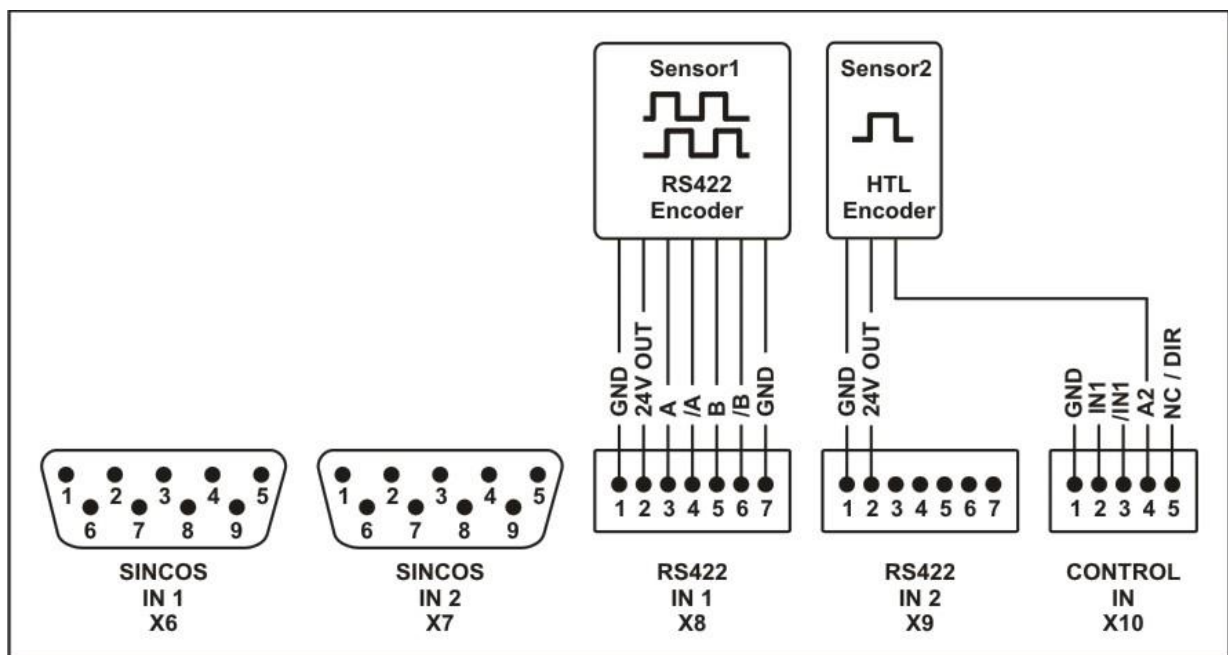 Sensor1
RS422
Encoder
Sensor2
HTL
Encoder
GND
24V OUT
A
/A
B
/B
GND
GND
24V OUT
GND
IN1
/IN1
A2
NC / DIR
1 2 3 4 5
6 7 8 9
SINCOS
IN 1
X6
1 2 3 4 5
6 7 8 9
SINCOS
IN 2
X7
1 2 3 4 5 6 7
RS422
IN 1
X8
1 2 3 4 5 6 7
RS422
IN 2
X9
1 2 3 4 5
CONTROL
IN
X10